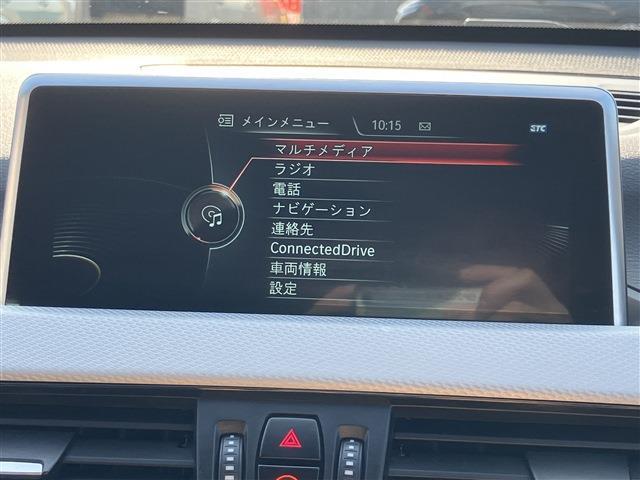 メインメニュー 10:15 ETC
マルチメディア
ラジオ
電話
ナビゲーション
連絡先
ConnectedDrive
車両情報
設定